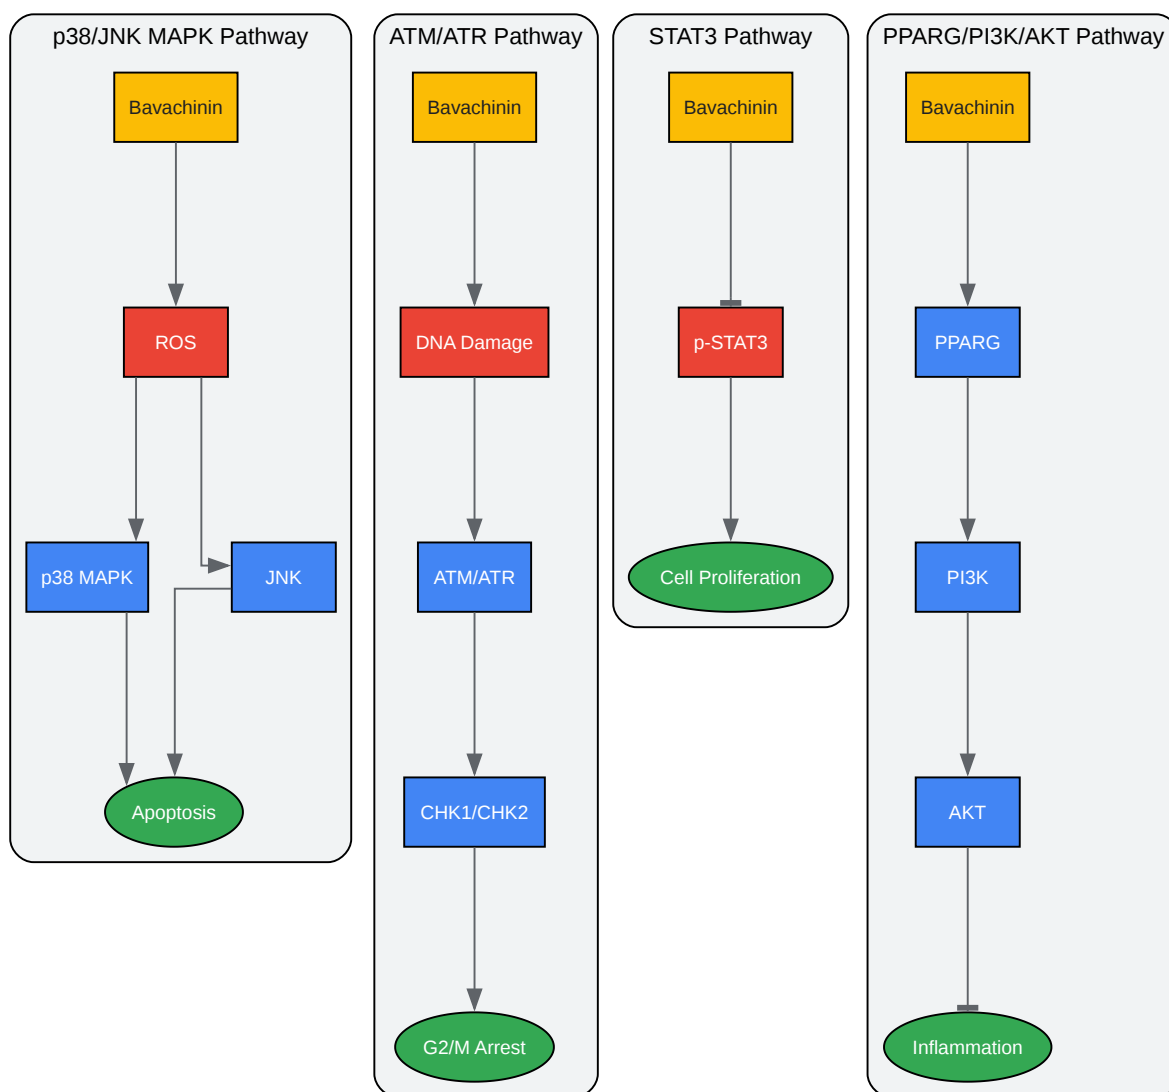 p38/JNK MAPK Pathway
Bavachinin
ROS
p38 MAPK
JNK
Apoptosis
ATM/ATR Pathway
Bavachinin
DNA Damage
ATM/ATR
CHK1/CHK2
G2/M Arrest
STAT3 Pathway
Bavachinin
p-STAT3
Cell Proliferation
PPARG/PI3K/AKT Pathway
Bavachinin
PPARG
PI3K
AKT
Inflammation